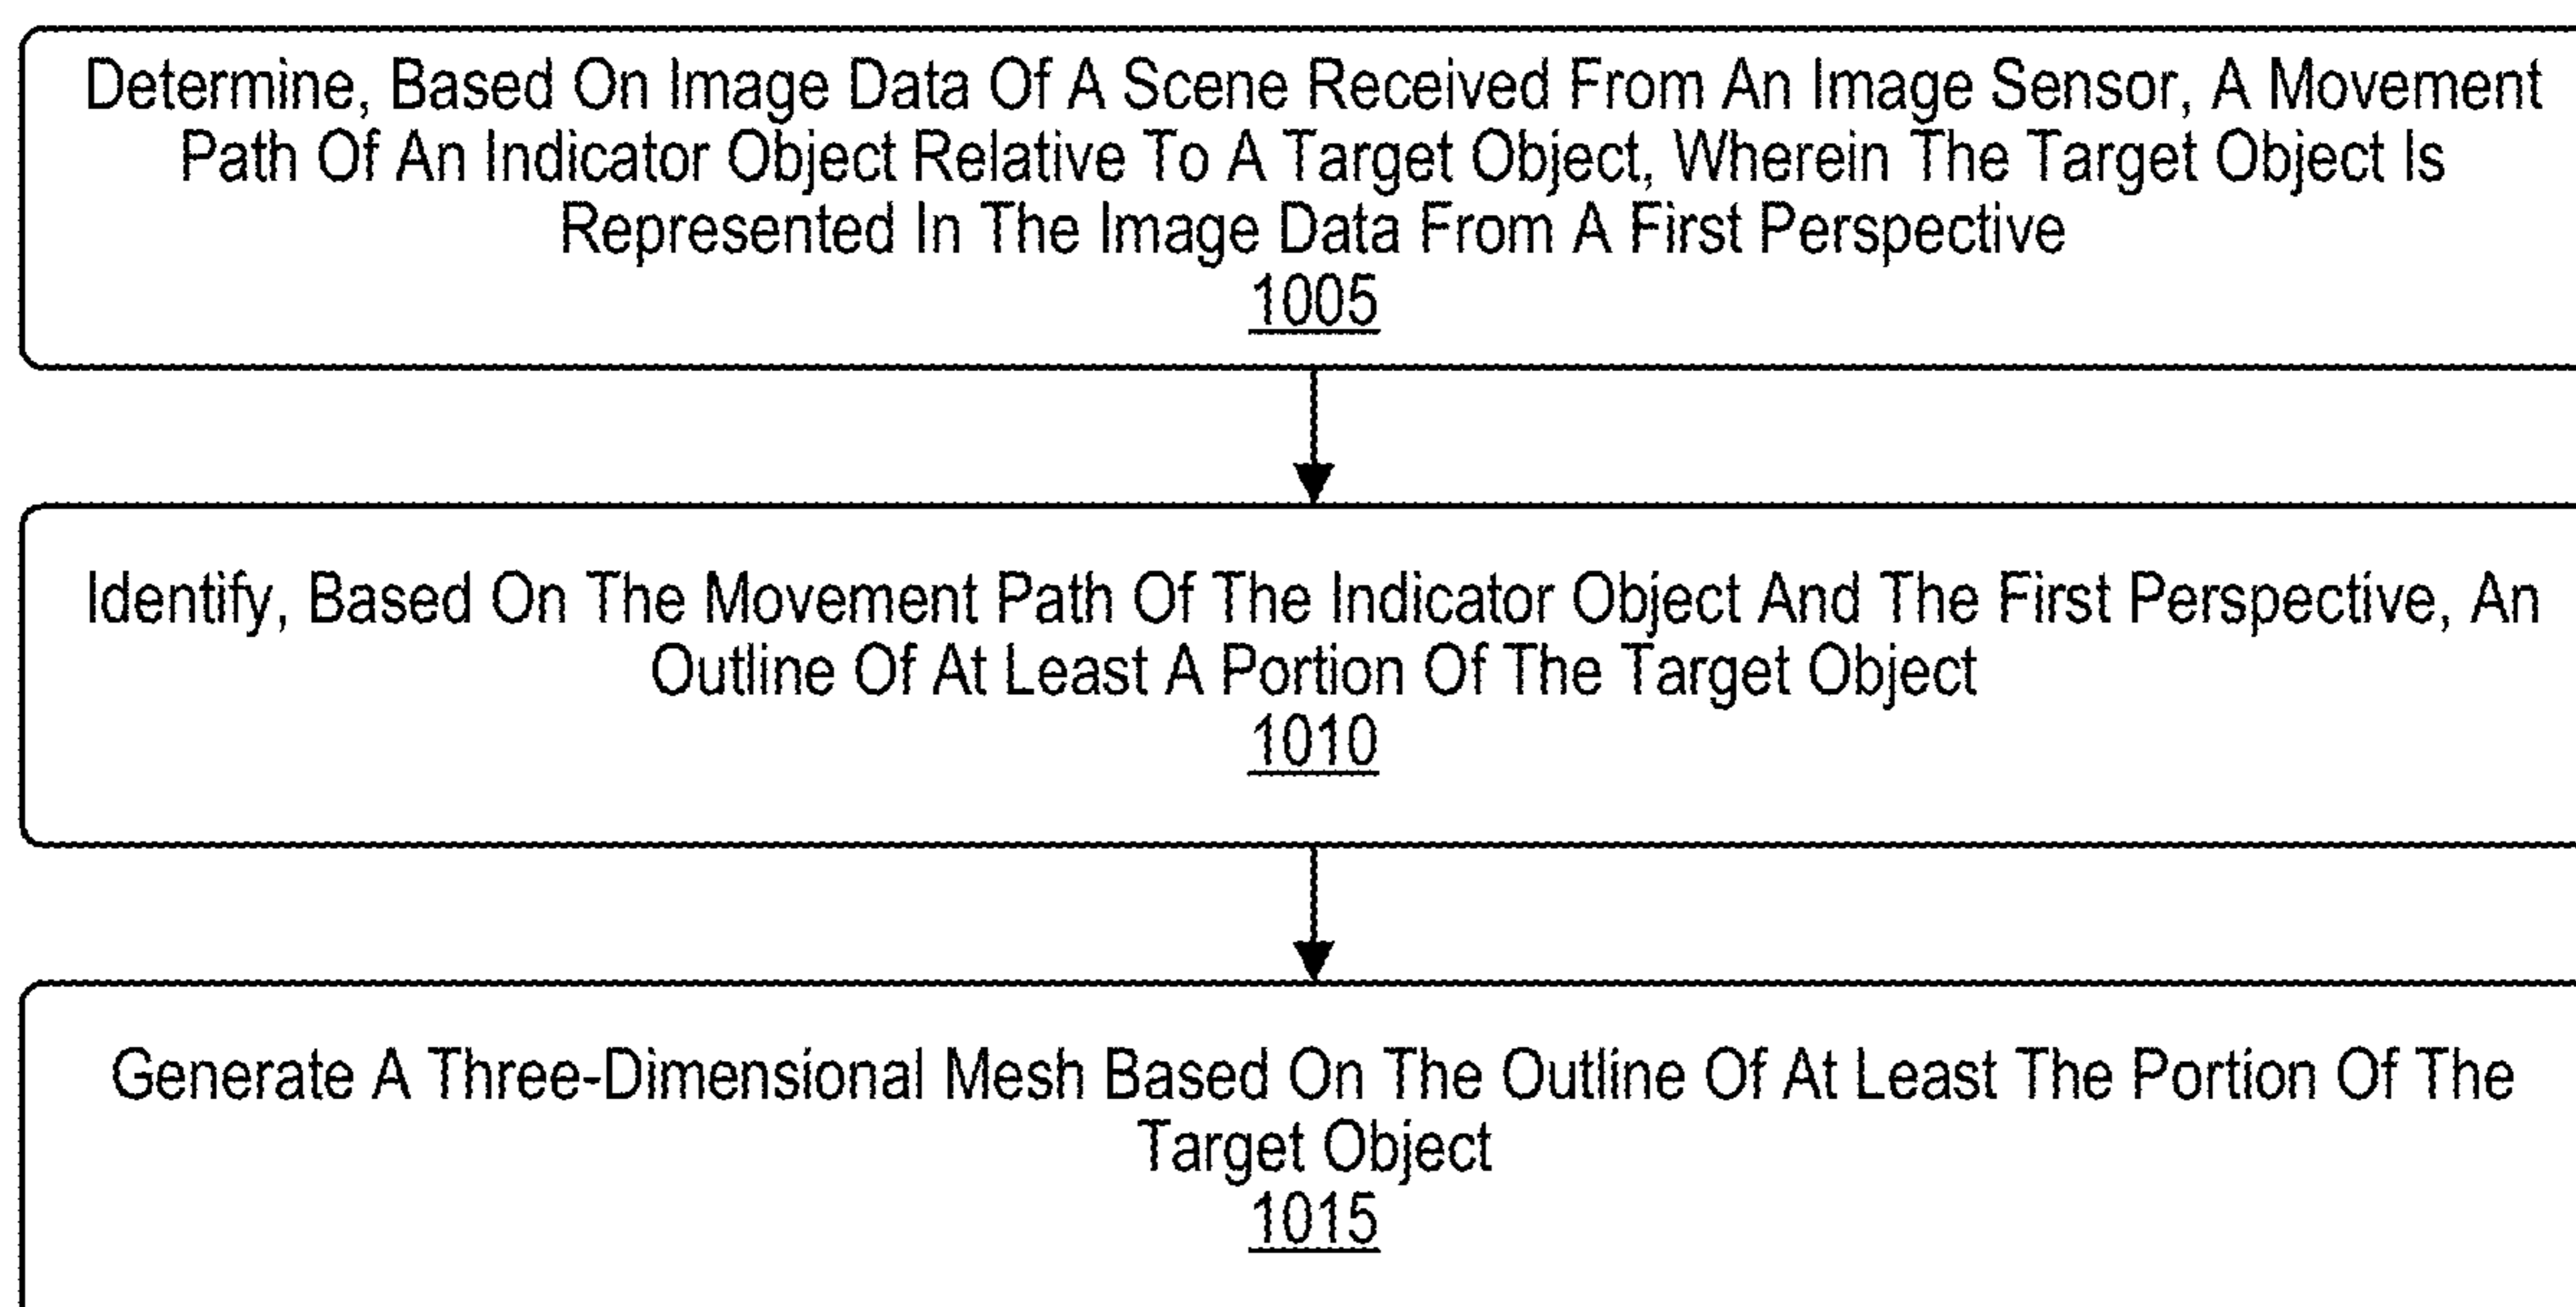 Determine, Based On Image Data Of A Scene Received From An Image Sensor, A Movement
Path Of An Indicator Object Relative To A Target Object, Wherein The Target Object Is
Represented In The Image Data From A First Perspective
1005
Identify, Based On The Movement Path Of The Indicator Object And The First Perspective, An
Outline Of At Least A Portion Of The Target Object
1010
Generate A Three-Dimensional Mesh Based On The Outline Of At Least The Portion Of The
Target Object
1015